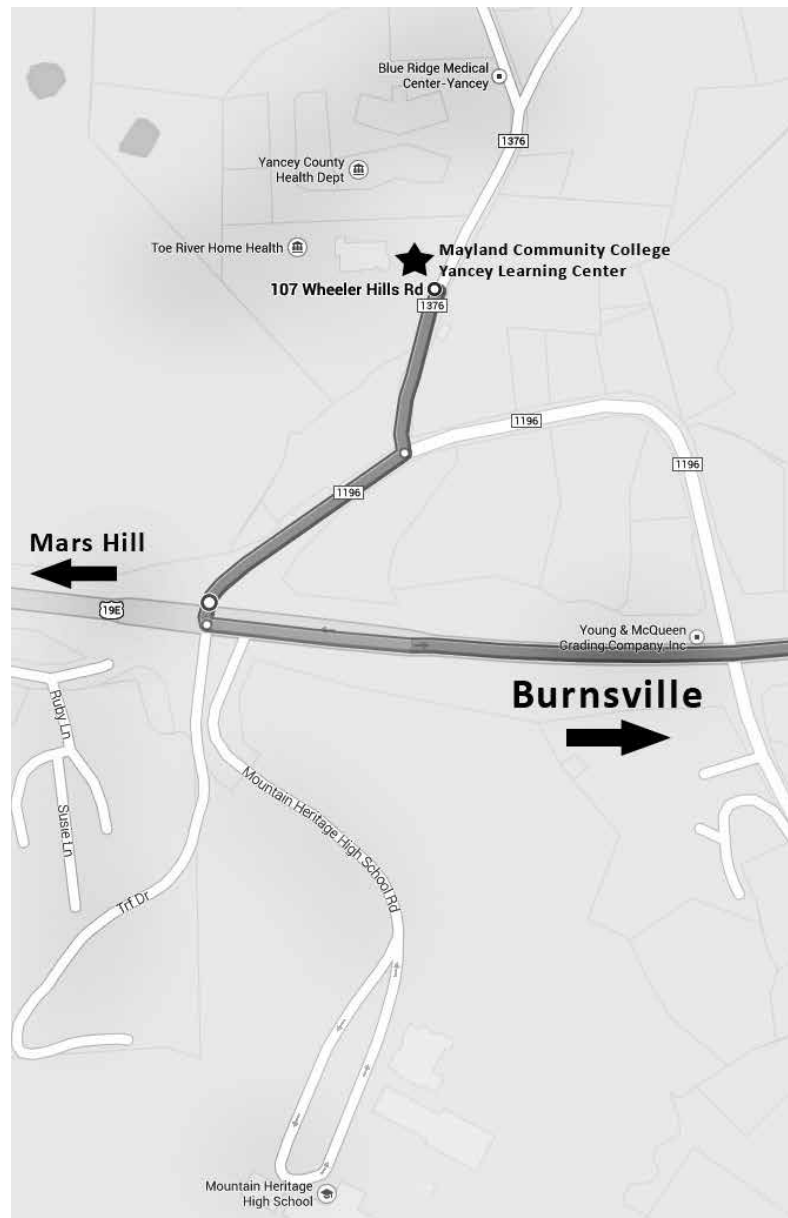 Blue Ridge Medical
Center-Yancey
1376
Yancey County
Health Dept
Toe River Home Health
Mayland Community College
Yancey Learning Center
107 Wheeler Hills Rd
1376
1196
1196
1196
Mars Hill
19E
Young & McQueen
Grading Company, Inc
Burnsville
Ruby Ln
Susie Ln
Mountain Heritage High School Rd
Trf Dr
Mountain Heritage
High School